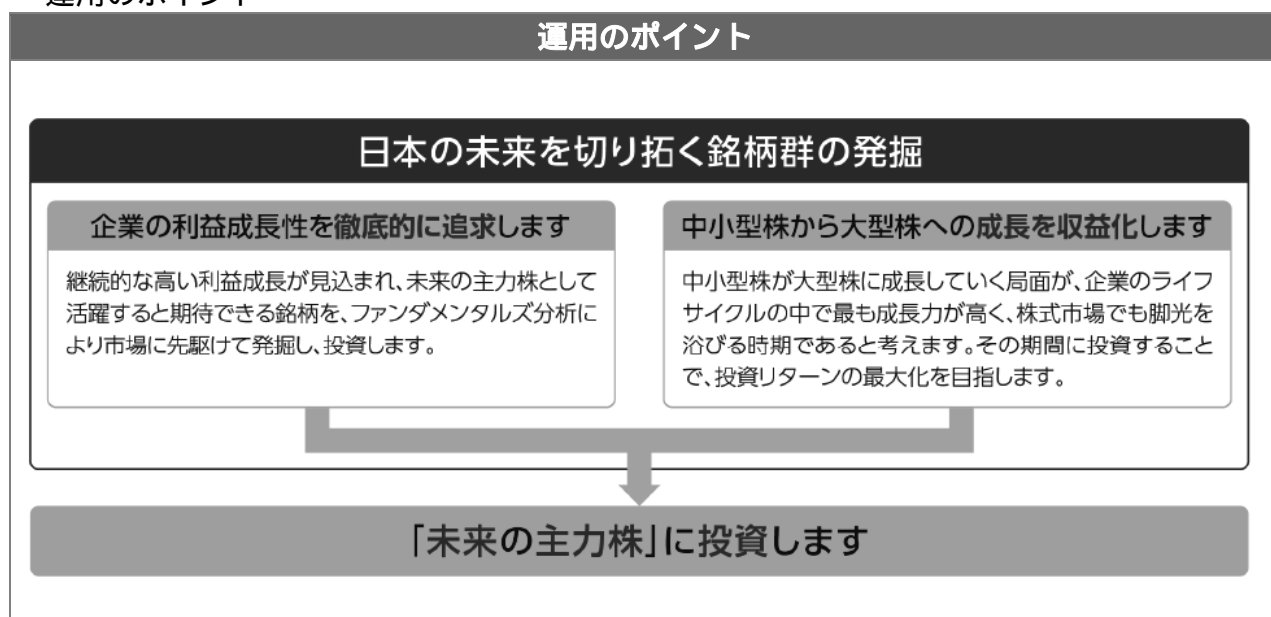 運用のポイント
運用のポイント
日本の未来を切り拓く銘柄群の発掘
企業の利益成長性を徹底的に追求します
継続的な高い利益成長が見込まれ、未来の主力株として
活躍すると期待できる銘柄を、ファンダメンタルズ分析に
より市場に先駆けて発掘し、投資します。
中小型株から大型株への成長を収益化します
中小型株が大型株に成長していく局面が、企業のライフ
サイクルの中で最も成長力が高く、株式市場でも脚光を
浴びる時期であると考えます。その期間に投資すること
で、投資リターンの最大化を目指します。
「未来の主力株」に投資します